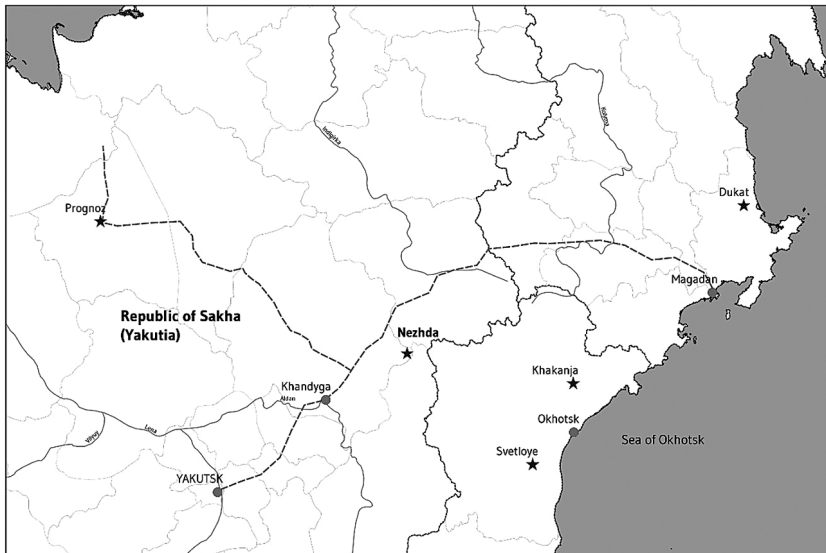 Indigirka
Kolyma
Dukat
Prognoz
Magadan
Republic of Sakha
(Yakutia)
Nezhda
Khakanja
Khandyga
Aldan
Okhotsk
Lena
Vilyuy
Sea of Okhotsk
Svetloye
YAKUTSK